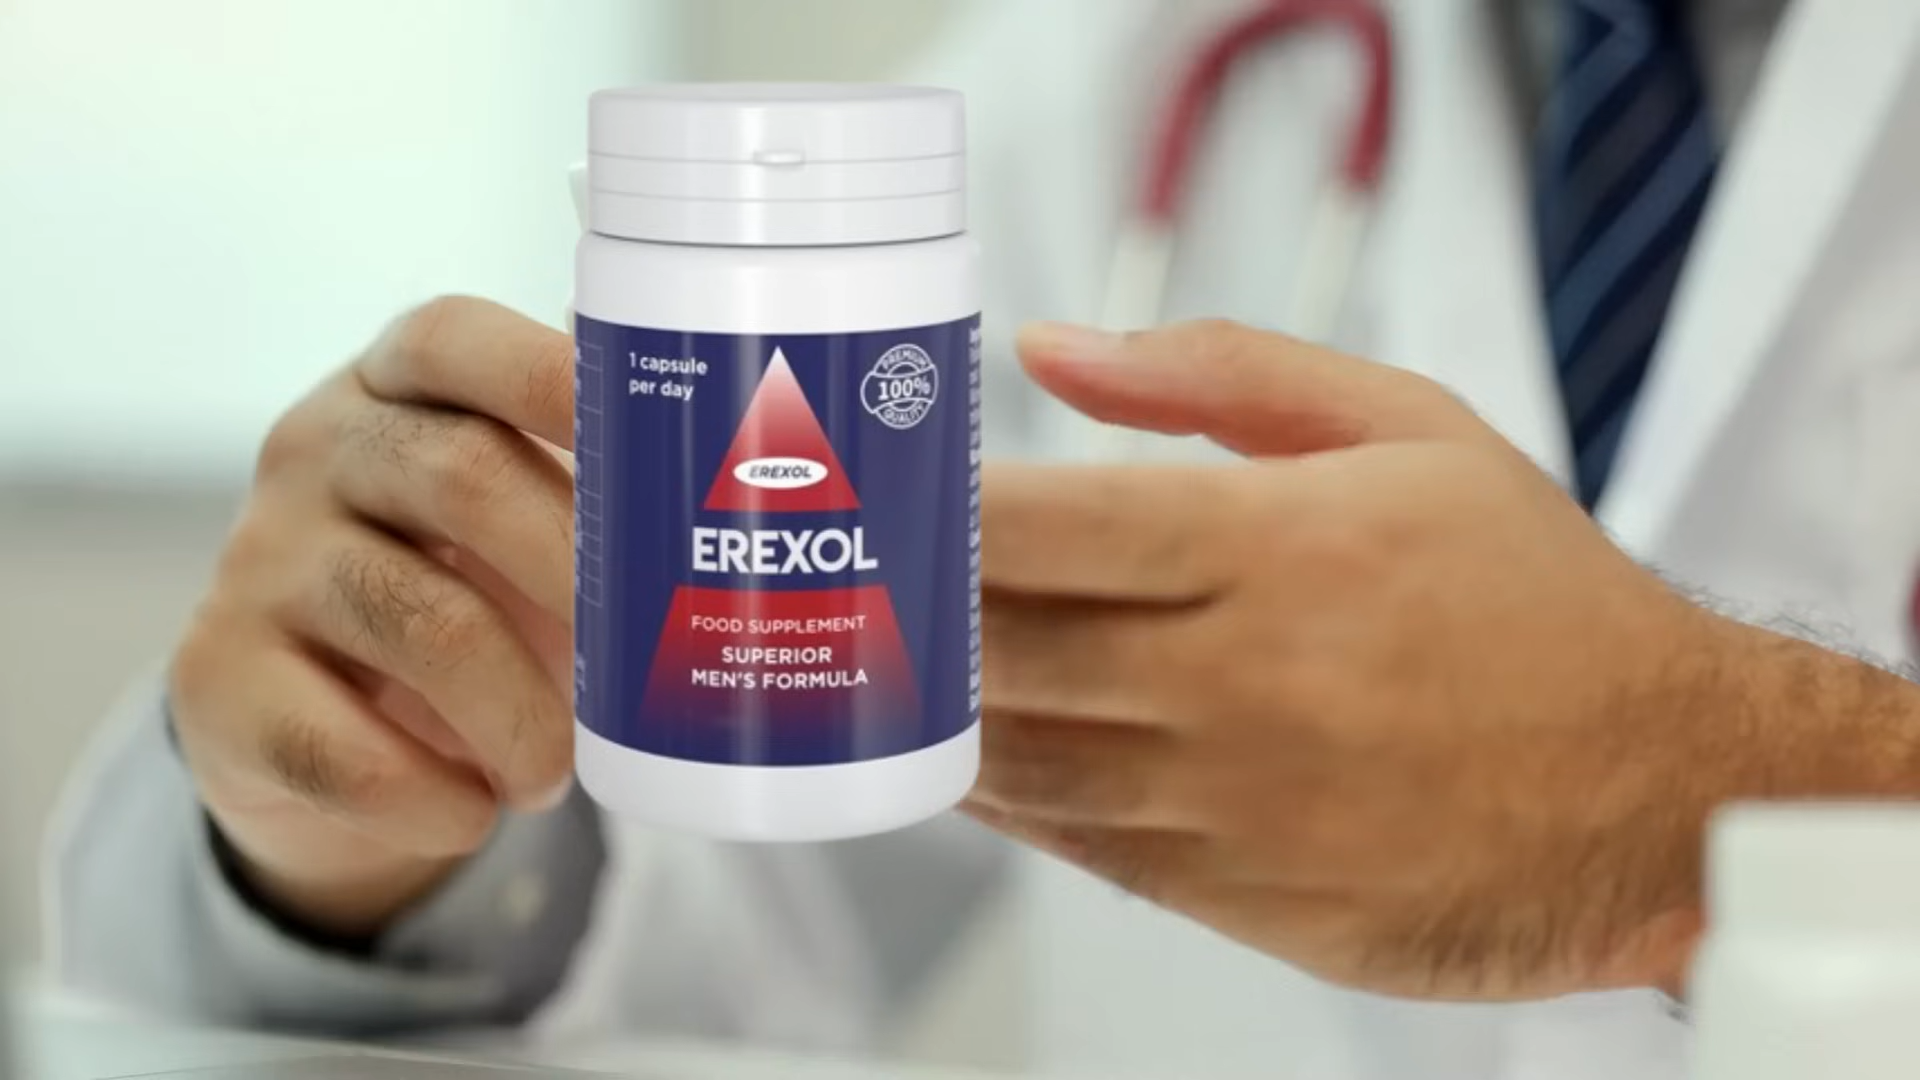 1 capsule
per day
PREMIUM
100%
QUALITY
EREXOL
EREXOL
FOOD SUPPLEMENT
SUPERIOR
MEN'S FORMULA